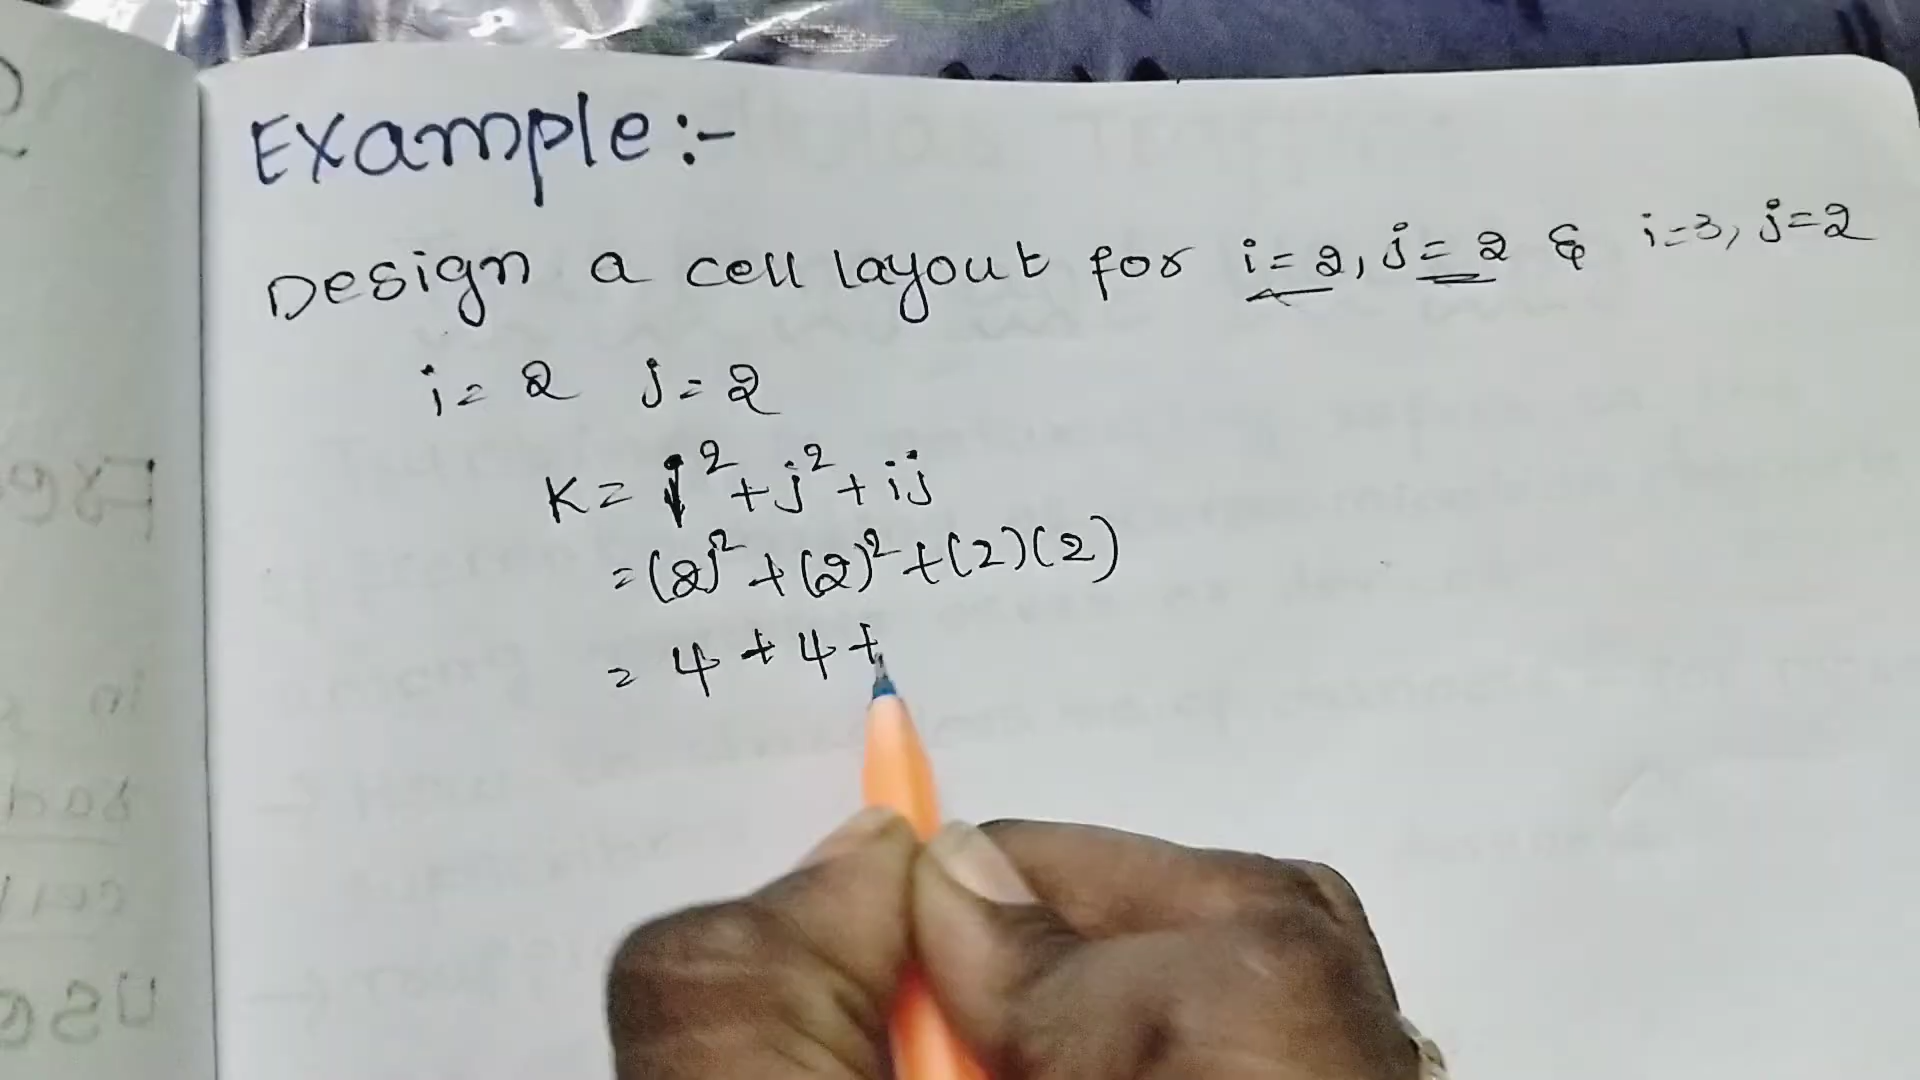 Example:-
Design a cell layout for i=2, j=2 & i=3, j=2
i=2 j=2
K= i²+j²+ij
=(2)²+(2)²+(2)(2)
= 4+4+